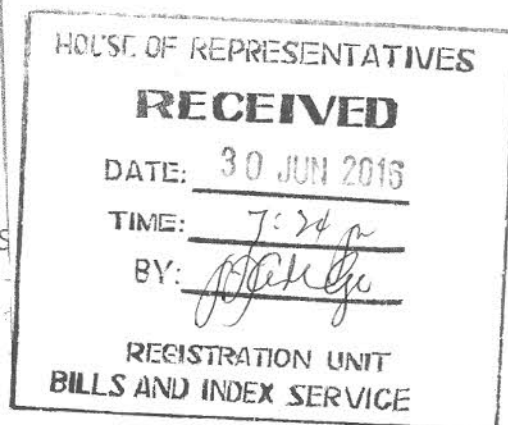 HOUSE OF REPRESENTATIVES
RECEIVED
DATE: 30 JUN 2016
TIME: 7:24 p
BY:
REGISTRATION UNIT
BILLS AND INDEX SERVICE
S